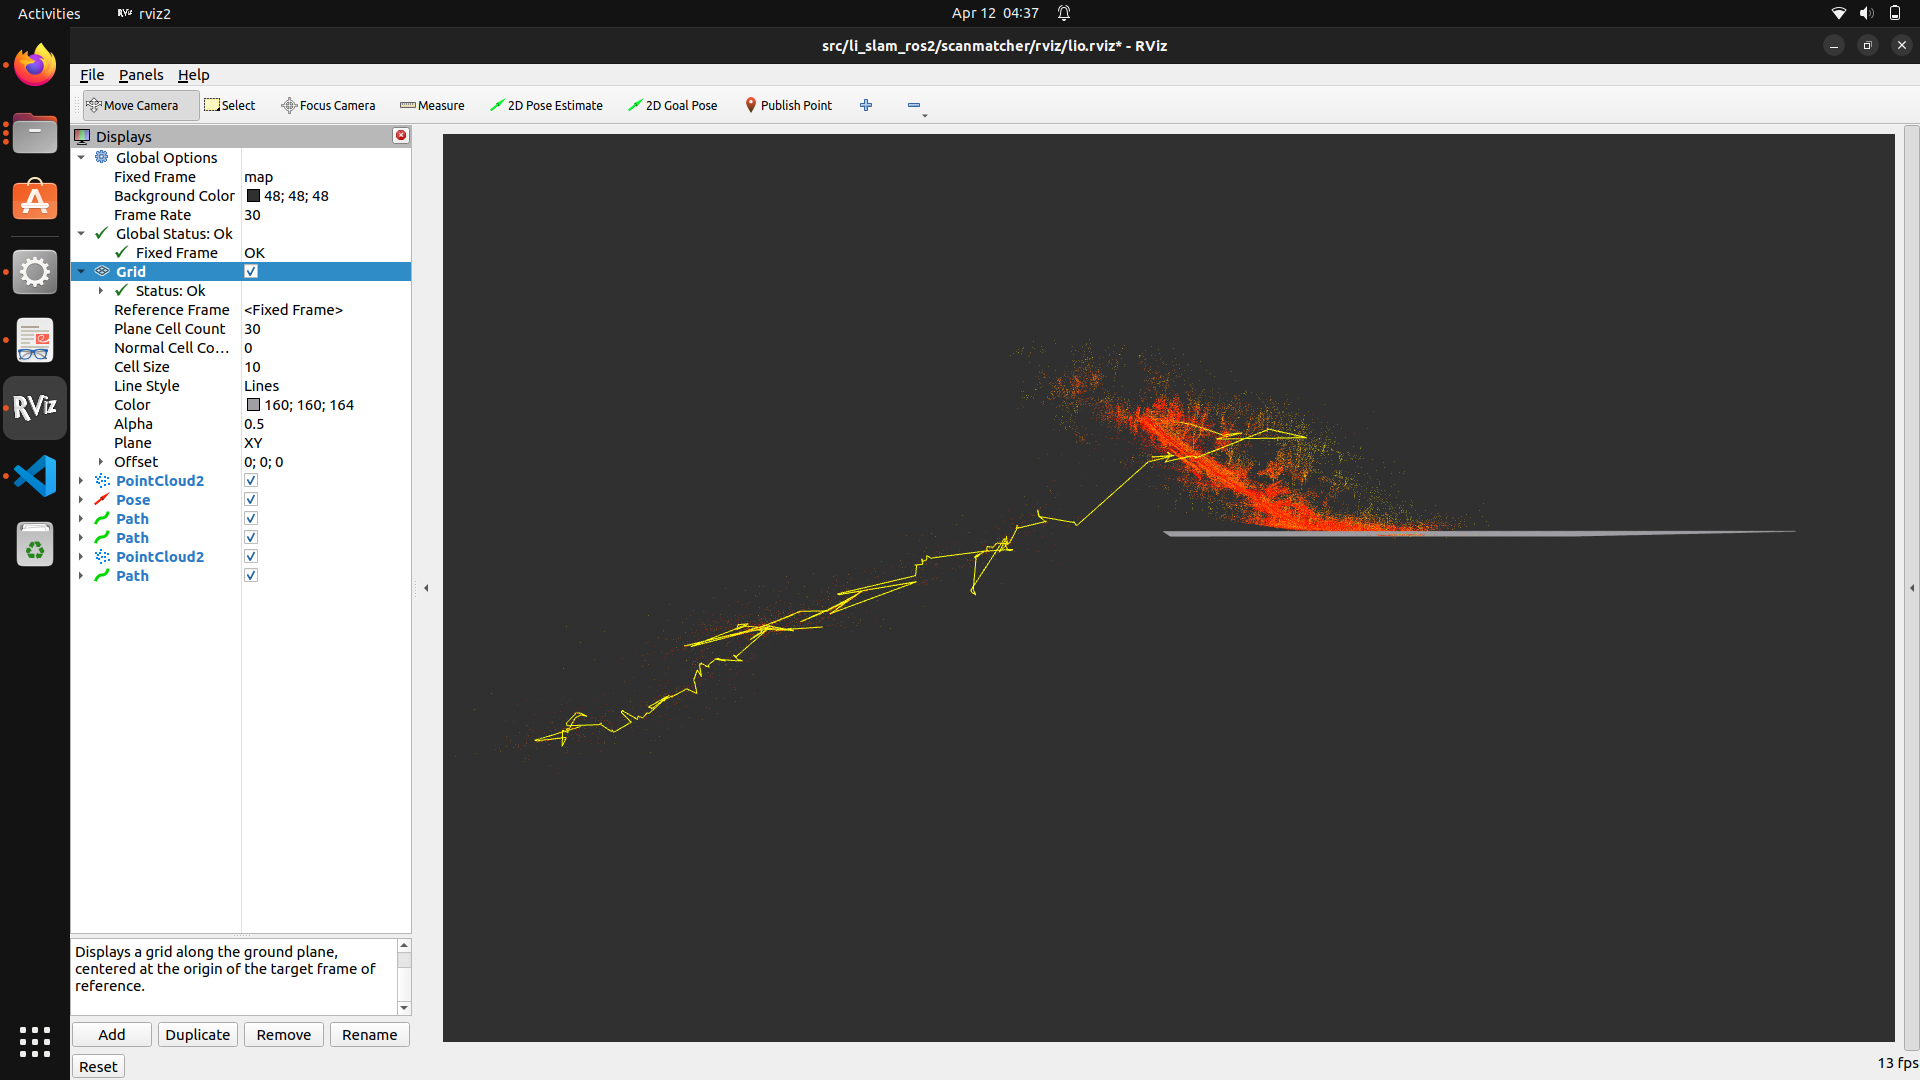 Activities
RViz rviz2
Apr 12 04:37
src/li_slam_ros2/scanmatcher/rviz/lio.rviz* - RViz
File Panels Help
Move Camera Select Focus Camera Measure 2D Pose Estimate 2D Goal Pose Publish Point
Displays
Global Options
Fixed Frame map
Background Color 48; 48; 48
Frame Rate 30
Global Status: Ok
Fixed Frame OK
Grid
Status: Ok
Reference Frame <Fixed Frame>
Plane Cell Count 30
Normal Cell Co... 0
Cell Size 10
Line Style Lines
Color 160; 160; 164
Alpha 0.5
Plane XY
Offset 0; 0; 0
PointCloud2
Pose
Path
Path
PointCloud2
Path
RViz
Displays a grid along the ground plane,
centered at the origin of the target frame of
reference.
Add Duplicate Remove Rename
Reset
13 fps